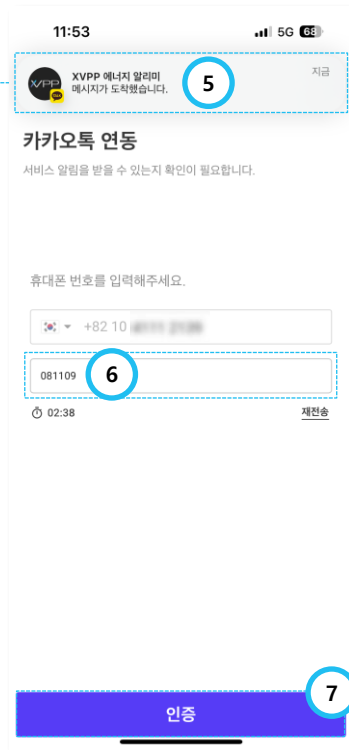 11:53
5G 68
XVPP
TALK
XVPP 에너지 알리미
메시지가 도착했습니다.
5
지금
카카오톡 연동
서비스 알림을 받을 수 있는지 확인이 필요합니다.
휴대폰 번호를 입력해주세요.
+82 10
081109
6
02:38
재전송
7
인증